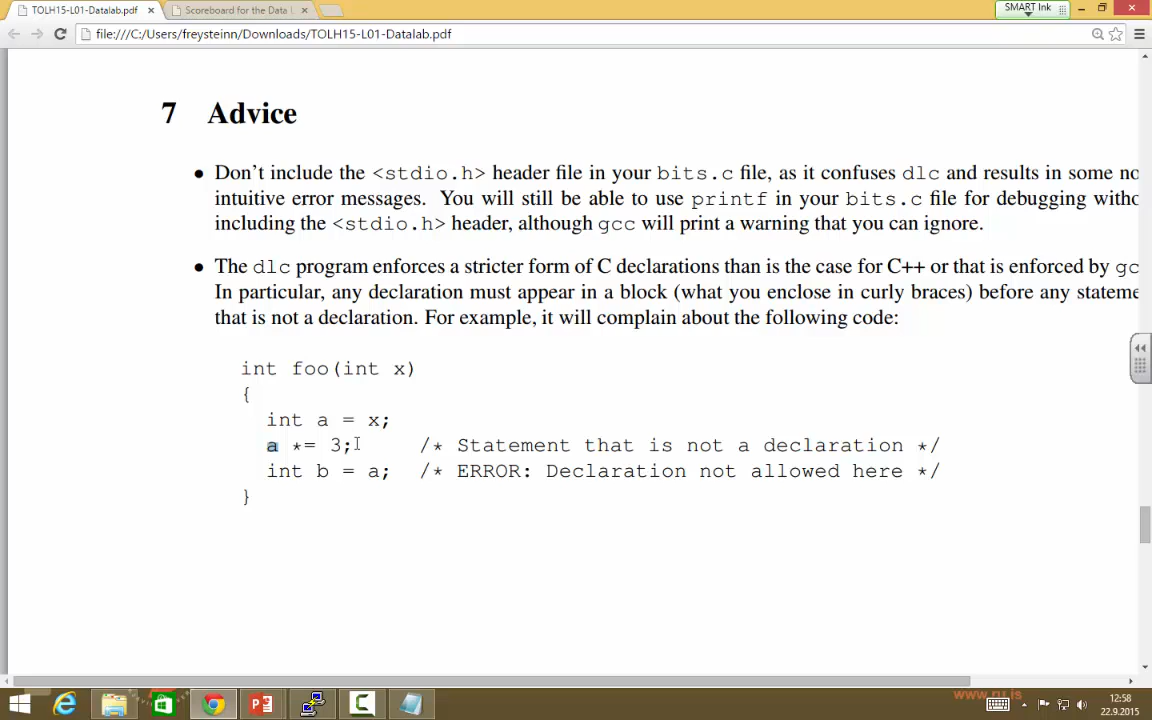 TOLH15-L01-Datalab.pdf
Scoreboard for the Data
SMART Ink
file:///C:/Users/freysteinn/Downloads/TOLH15-L01-Datalab.pdf
7 Advice
• Don't include the <stdio.h> header file in your bits.c file, as it confuses dlc and results in some no
intuitive error messages. You will still be able to use printf in your bits.c file for debugging witho
including the <stdio.h> header, although gcc will print a warning that you can ignore.
• The dlc program enforces a stricter form of C declarations than is the case for C++ or that is enforced by gc
In particular, any declaration must appear in a block (what you enclose in curly braces) before any stateme
that is not a declaration. For example, it will complain about the following code:
int foo(int x)
{
int a = x;
a *= 3; /* Statement that is not a declaration */
int b = a; /* ERROR: Declaration not allowed here */
}
www.ru.is
12:58
22.9.2015